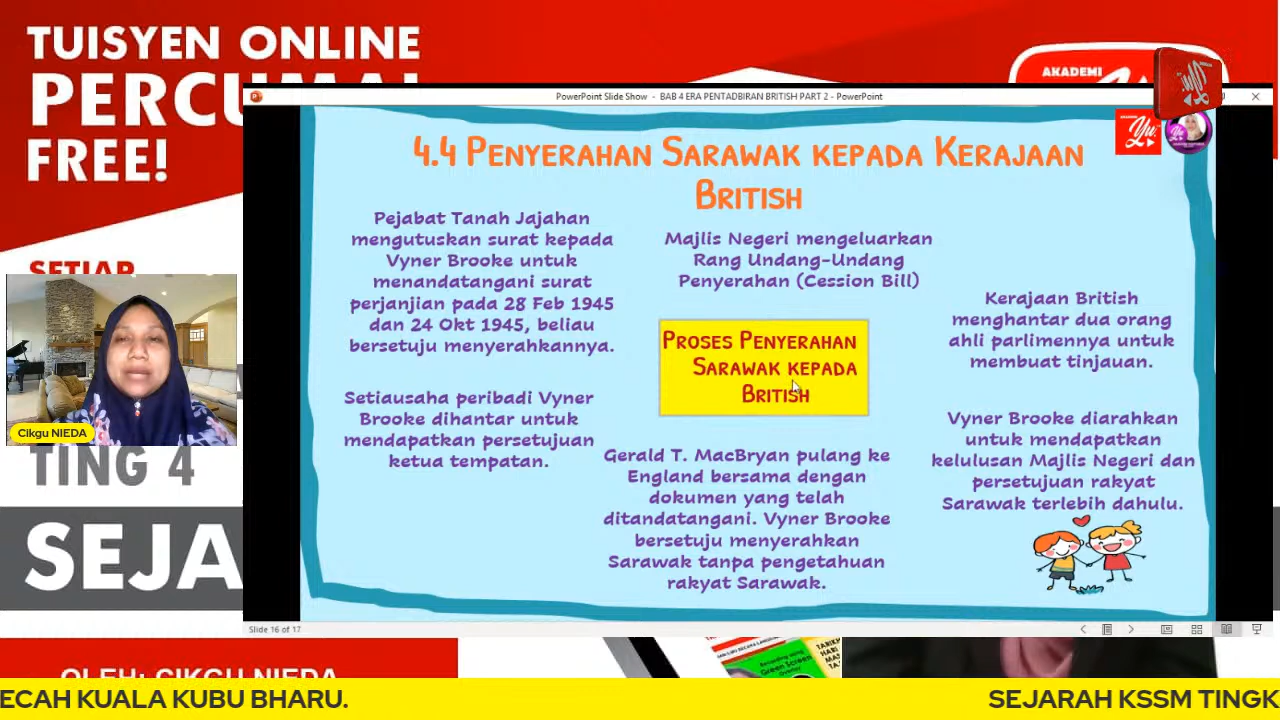 TUISYEN ONLINE
FREE!
AKADEMI
PowerPoint Slide Show - BAB 4 ERA PENTADBIRAN BRITISH PART 2 - PowerPoint
4.4 PENYERAHAN SARAWAK KEPADA KERAJAAN
BRITISH
Pejabat Tanah Jajahan
mengutuskan surat kepada
Vyner Brooke untuk
menandatangani surat
perjanjian pada 28 Feb 1945
dan 24 Okt 1945, beliau
bersetuju menyerahkannya.
Setiausaha peribadi Vyner
Brooke dihantar untuk
mendapatkan persetujuan
ketua tempatan.
Majlis Negeri mengeluarkan
Rang Undang-Undang
Penyerahan (Cession Bill)
PROSES PENYERAHAN
SARAWAK KEPADA
BRITISH
Gerald T. MacBryan pulang ke
England bersama dengan
dokumen yang telah
ditandatangani. Vyner Brooke
bersetuju menyerahkan
Sarawak tanpa pengetahuan
rakyat Sarawak.
Kerajaan British
menghantar dua orang
ahli parlimennya untuk
membuat tinjauan.
Vyner Brooke diarahkan
untuk mendapatkan
kelulusan Majlis Negeri dan
persetujuan rakyat
Sarawak terlebih dahulu.
Slide 16 of 17
Cikgu NIEDA
TING 4
SEJA
OLEH: CIKGU NIEDA
Green Screen
ECAH KUALA KUBU BHARU.
SEJARAH KSSM TINGK